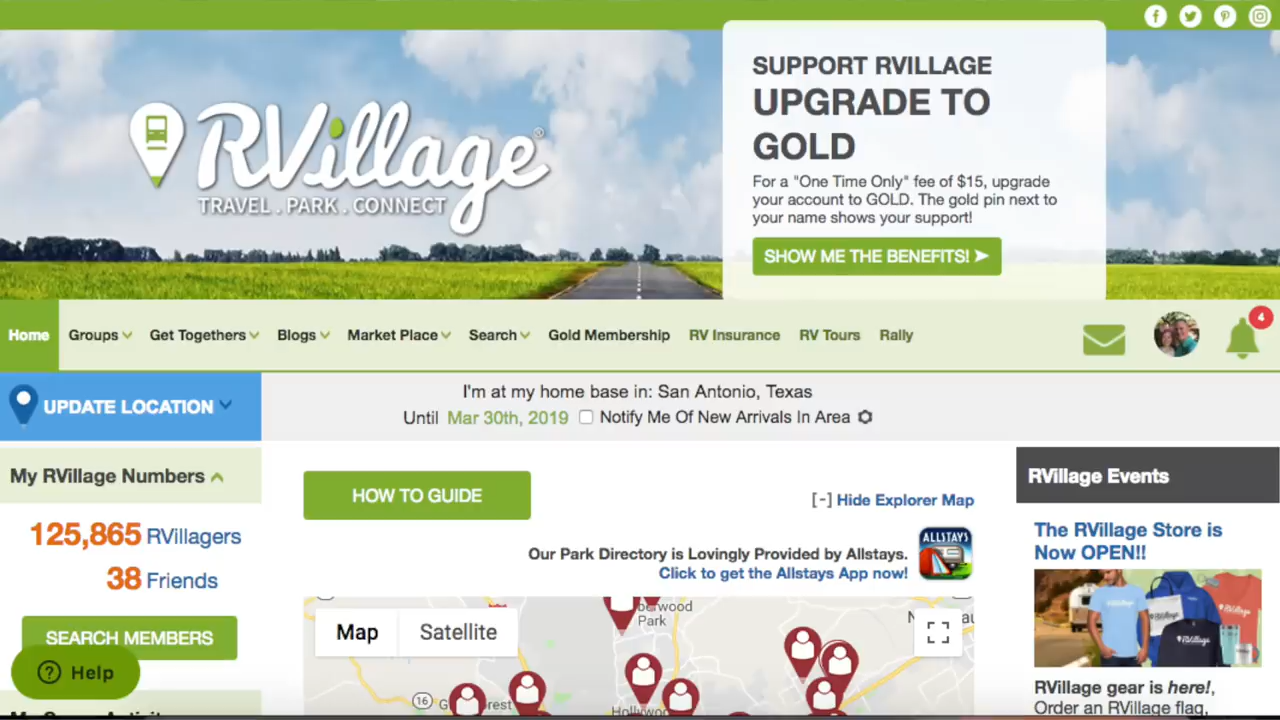 RVillage®
TRAVEL . PARK . CONNECT
SUPPORT RVILLAGE
UPGRADE TO
GOLD
For a "One Time Only" fee of $15, upgrade
your account to GOLD. The gold pin next to
your name shows your support!
SHOW ME THE BENEFITS! ➤
Home Groups Get Togethers Blogs Market Place Search Gold Membership RV Insurance RV Tours Rally
4
UPDATE LOCATION
I'm at my home base in: San Antonio, Texas
Until Mar 30th, 2019 Notify Me Of New Arrivals In Area
My RVillage Numbers
125,865 RVillagers
38 Friends
SEARCH MEMBERS
Help
HOW TO GUIDE
[-] Hide Explorer Map
Our Park Directory is Lovingly Provided by Allstays.
Click to get the Allstays App now!
ALLSTAYS
Map Satellite
Park
16
RVillage Events
The RVillage Store is
Now OPEN!!
RVillage gear is here!,
Order an RVillage flag,